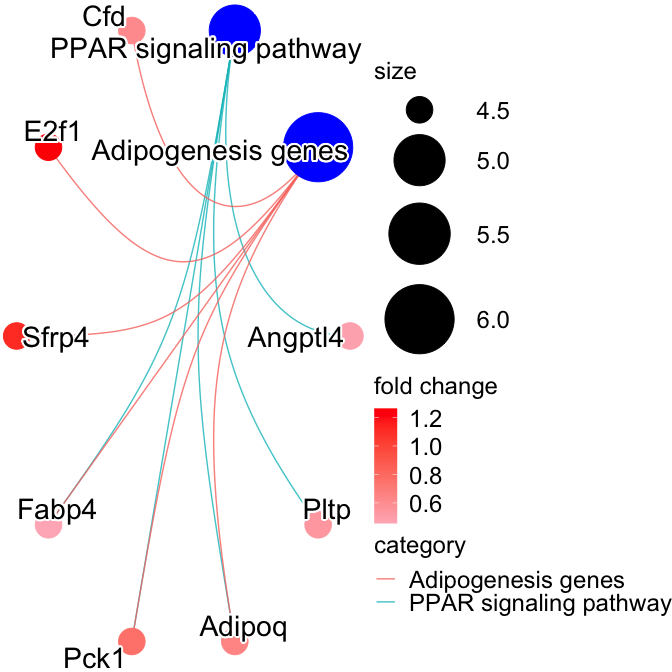 Cfd
PPAR signaling pathway
E2f1
Adipogenesis genes
Sfrp4
Angptl4
Fabp4
Pltp
Adipoq
Pck1
size
4.5
5.0
5.5
6.0
fold change
1.2
1.0
0.8
0.6
category
Adipogenesis genes
PPAR signaling pathway